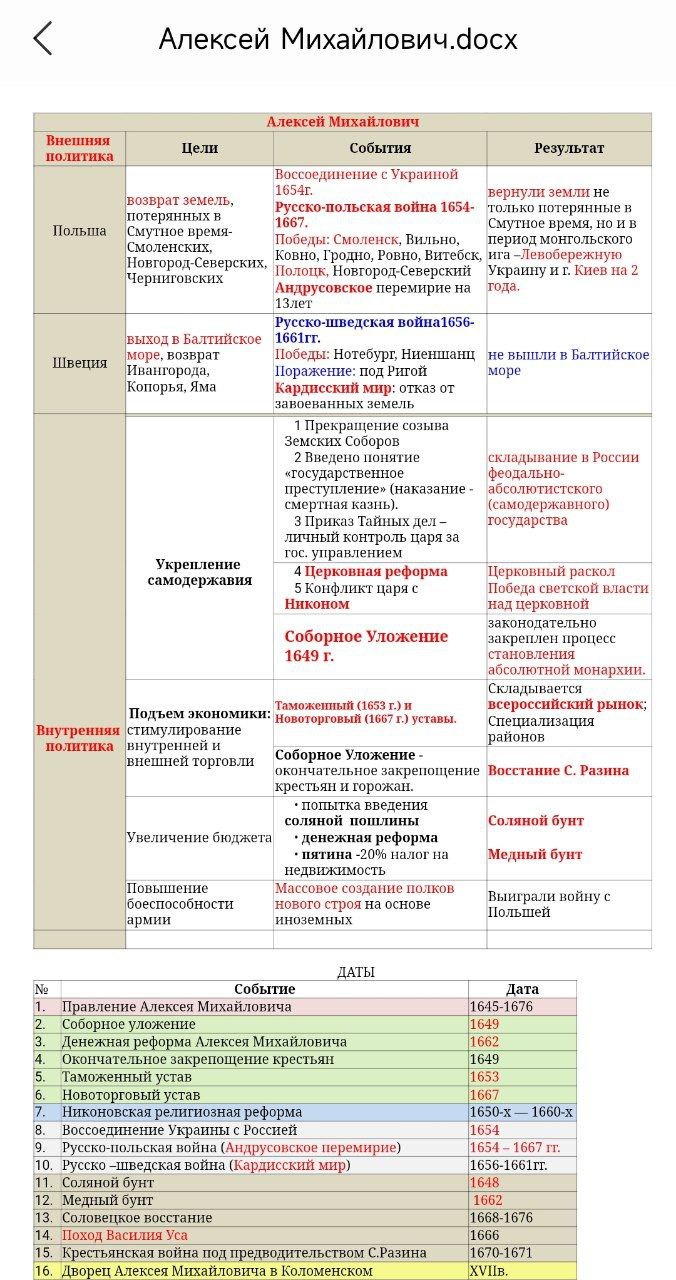 Алексей Михайлович.docx
Алексей Михайлович
Внешняя
политика
Цели
События
Результат
Польша
возврат земель,
потерянных в
Смутное время-
Смоленских,
Новгород-Северских,
Черниговских
Воссоединение с Украиной
1654г.
Русско-польская война 1654-
1667.
Победы: Смоленск, Вильно,
Ковно, Гродно, Ровно, Витебск,
Полоцк, Новгород-Северский
Андрусовское перемирие на
13лет
вернули земли не
только потерянные в
Смутное время, но и в
период монгольского
ига –Левобережную
Украину и г. Киев на 2
года.
Швеция
выход в Балтийское
море, возврат
Ивангорода,
Копорья, Яма
Русско-шведская война1656-
1661гг.
Победы: Нотебург, Ниеншанц
Поражение: под Ригой
Кардисский мир: отказ от
завоеванных земель
не вышли в Балтийское
море
Внутренняя
политика
Укрепление
самодержавия
1 Прекращение созыва
Земских Соборов
2 Введено понятие
«государственное
преступление» (наказание -
смертная казнь).
3 Приказ Тайных дел –
личный контроль царя за
гос. управлением
складывание в России
феодально-
абсолютистского
(самодержавного)
государства
4 Церковная реформа
5 Конфликт царя с
Никоном
Церковный раскол
Победа светской власти
над церковной
Соборное Уложение
1649 г.
законодательно
закреплен процесс
становления
абсолютной монархии.
Подъем экономики:
стимулирование
внутренней и
внешней торговли
Таможенный (1653 г.) и
Новоторговый (1667 г.) уставы.
Складывается
всероссийский рынок;
Специализация
районов
Соборное Уложение -
окончательное закрепощение
крестьян и горожан.
Восстание С. Разина
Увеличение бюджета
• попытка введения
соляной пошлины
• денежная реформа
• пятина -20% налог на
недвижимость
Соляной бунт
Медный бунт
Повышение
боеспособности
армии
Массовое создание полков
нового строя на основе
иноземных
Выиграли войну с
Польшей
ДАТЫ
№ Событие Дата
1. Правление Алексея Михайловича 1645-1676
2. Соборное уложение 1649
3. Денежная реформа Алексея Михайловича 1662
4. Окончательное закрепощение крестьян 1649
5. Таможенный устав 1653
6. Новоторговый устав 1667
7. Никоновская религиозная реформа 1650-х — 1660-х
8. Воссоединение Украины с Россией 1654
9. Русско-польская война (Андрусовское перемирие) 1654 – 1667 гг.
10. Русско –шведская война (Кардисский мир) 1656-1661гг.
11. Соляной бунт 1648
12. Медный бунт 1662
13. Соловецкое восстание 1668-1676
14. Поход Василия Уса 1666
15. Крестьянская война под предводительством С.Разина 1670-1671
16. Дворец Алексея Михайловича в Коломенском XVIIв.